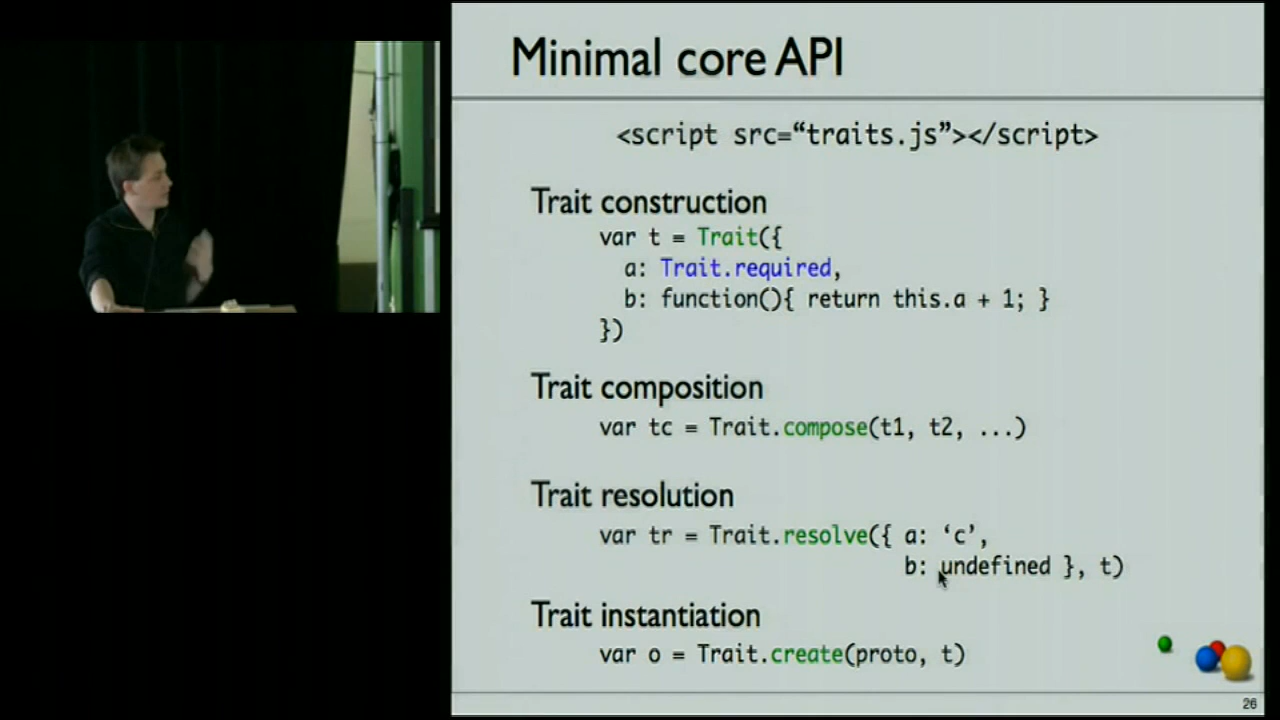 Minimal core API
<script src=“traits.js”></script>
Trait construction
var t = Trait({
a: Trait.required,
b: function(){ return this.a + 1; }
})
Trait composition
var tc = Trait.compose(t1, t2, ...)
Trait resolution
var tr = Trait.resolve({ a: ‘c’,
b: undefined }, t)
Trait instantiation
var o = Trait.create(proto, t)
26